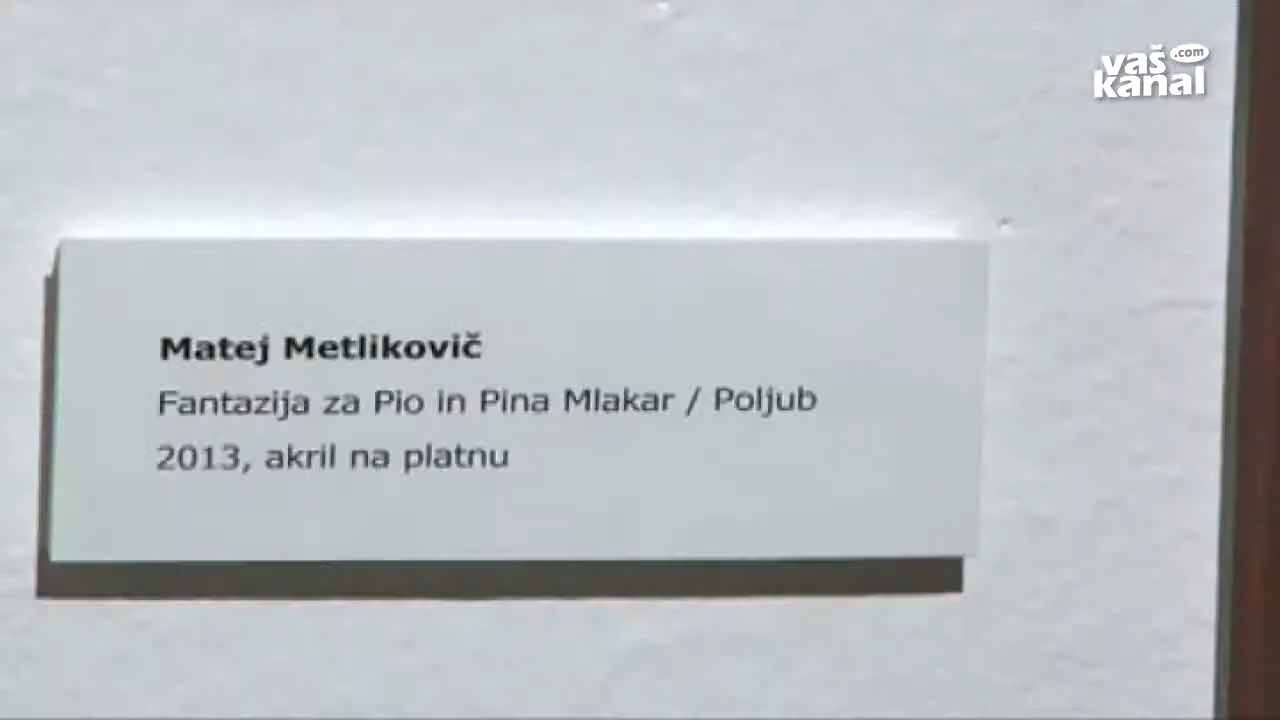 vaš .com
kanal
Matej Metlikovič
Fantazija za Pio in Pina Mlakar / Poljub
2013, akril na platnu